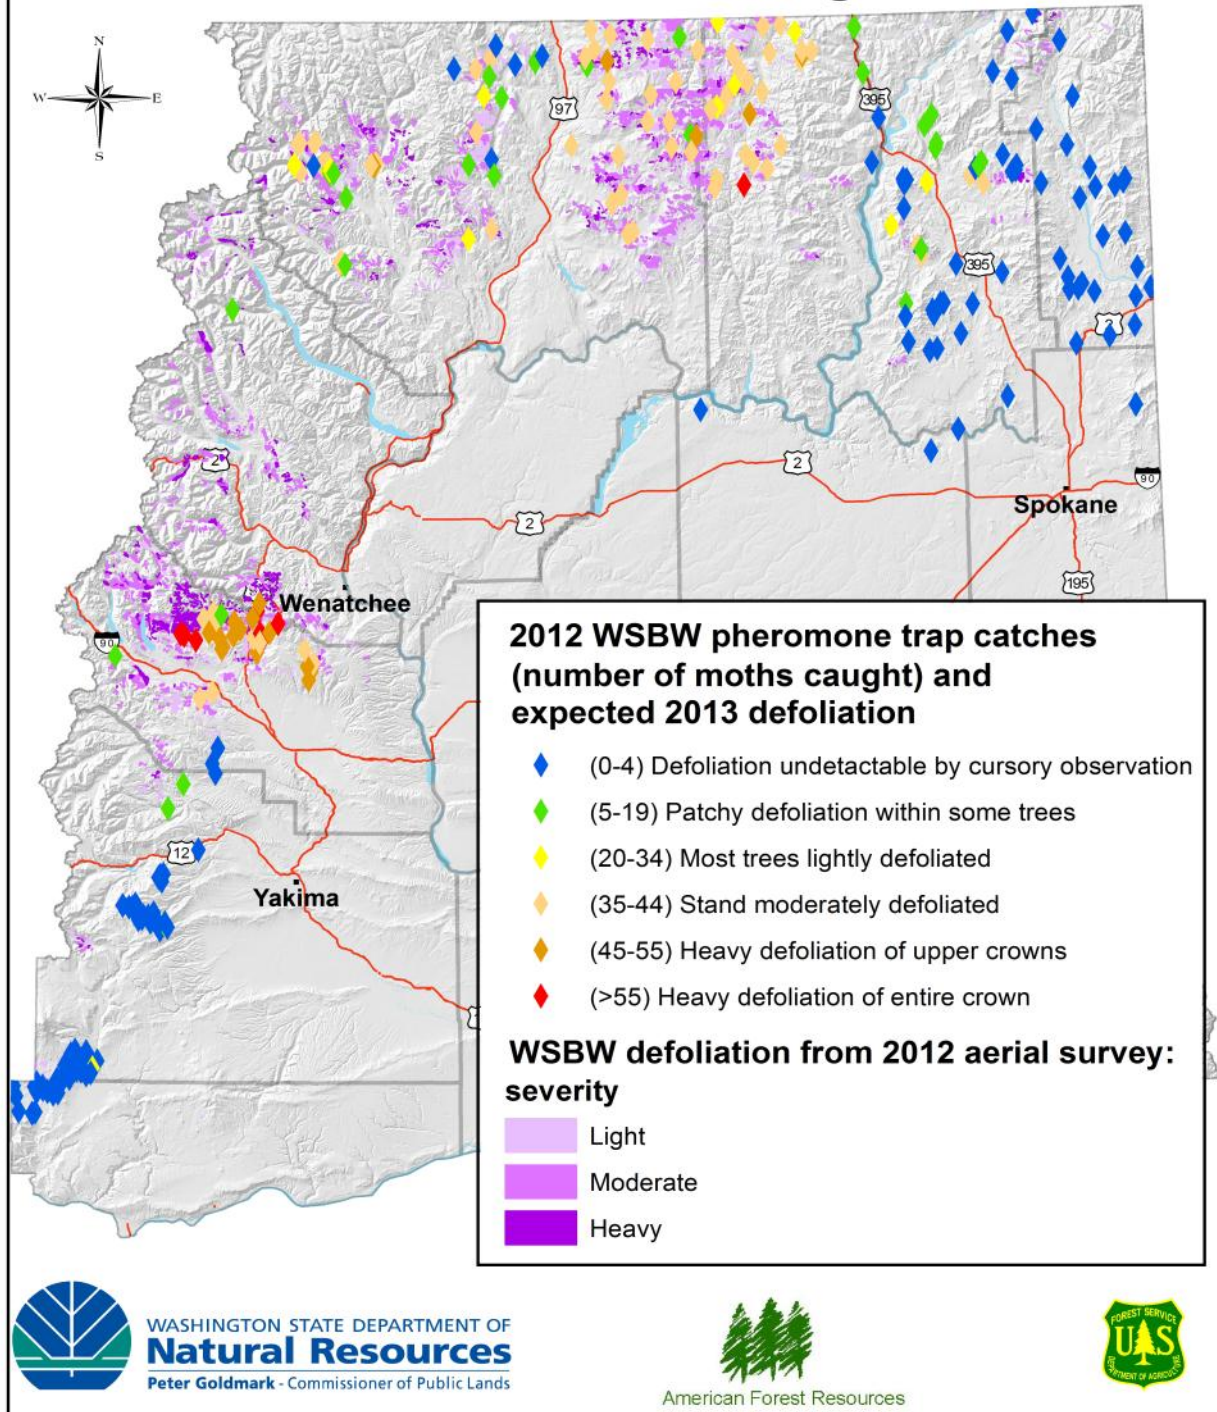 N
W
E
S
97
395
395
2
2
2
2
Spokane
90
195
Wenatchee
90
12
Yakima
2012 WSBW pheromone trap catches
(number of moths caught) and
expected 2013 defoliation
(0-4) Defoliation undetactable by cursory observation
(5-19) Patchy defoliation within some trees
(20-34) Most trees lightly defoliated
(35-44) Stand moderately defoliated
(45-55) Heavy defoliation of upper crowns
(>55) Heavy defoliation of entire crown
WSBW defoliation from 2012 aerial survey:
severity
Light
Moderate
Heavy
WASHINGTON STATE DEPARTMENT OF
Natural Resources
Peter Goldmark - Commissioner of Public Lands
American Forest Resources
FOREST SERVICE
U S
DEPARTMENT OF AGRICULTURE